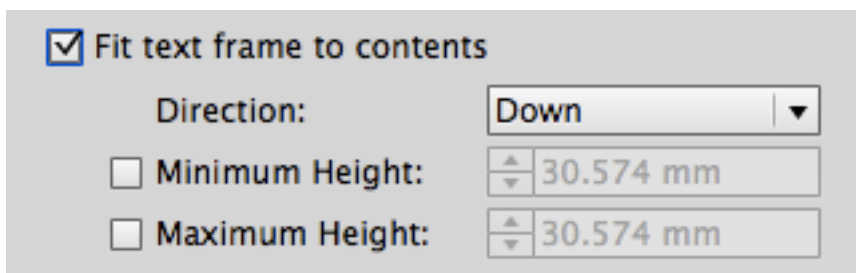 Fit text frame to contents
Direction: Down
Minimum Height: 30.574 mm
Maximum Height: 30.574 mm